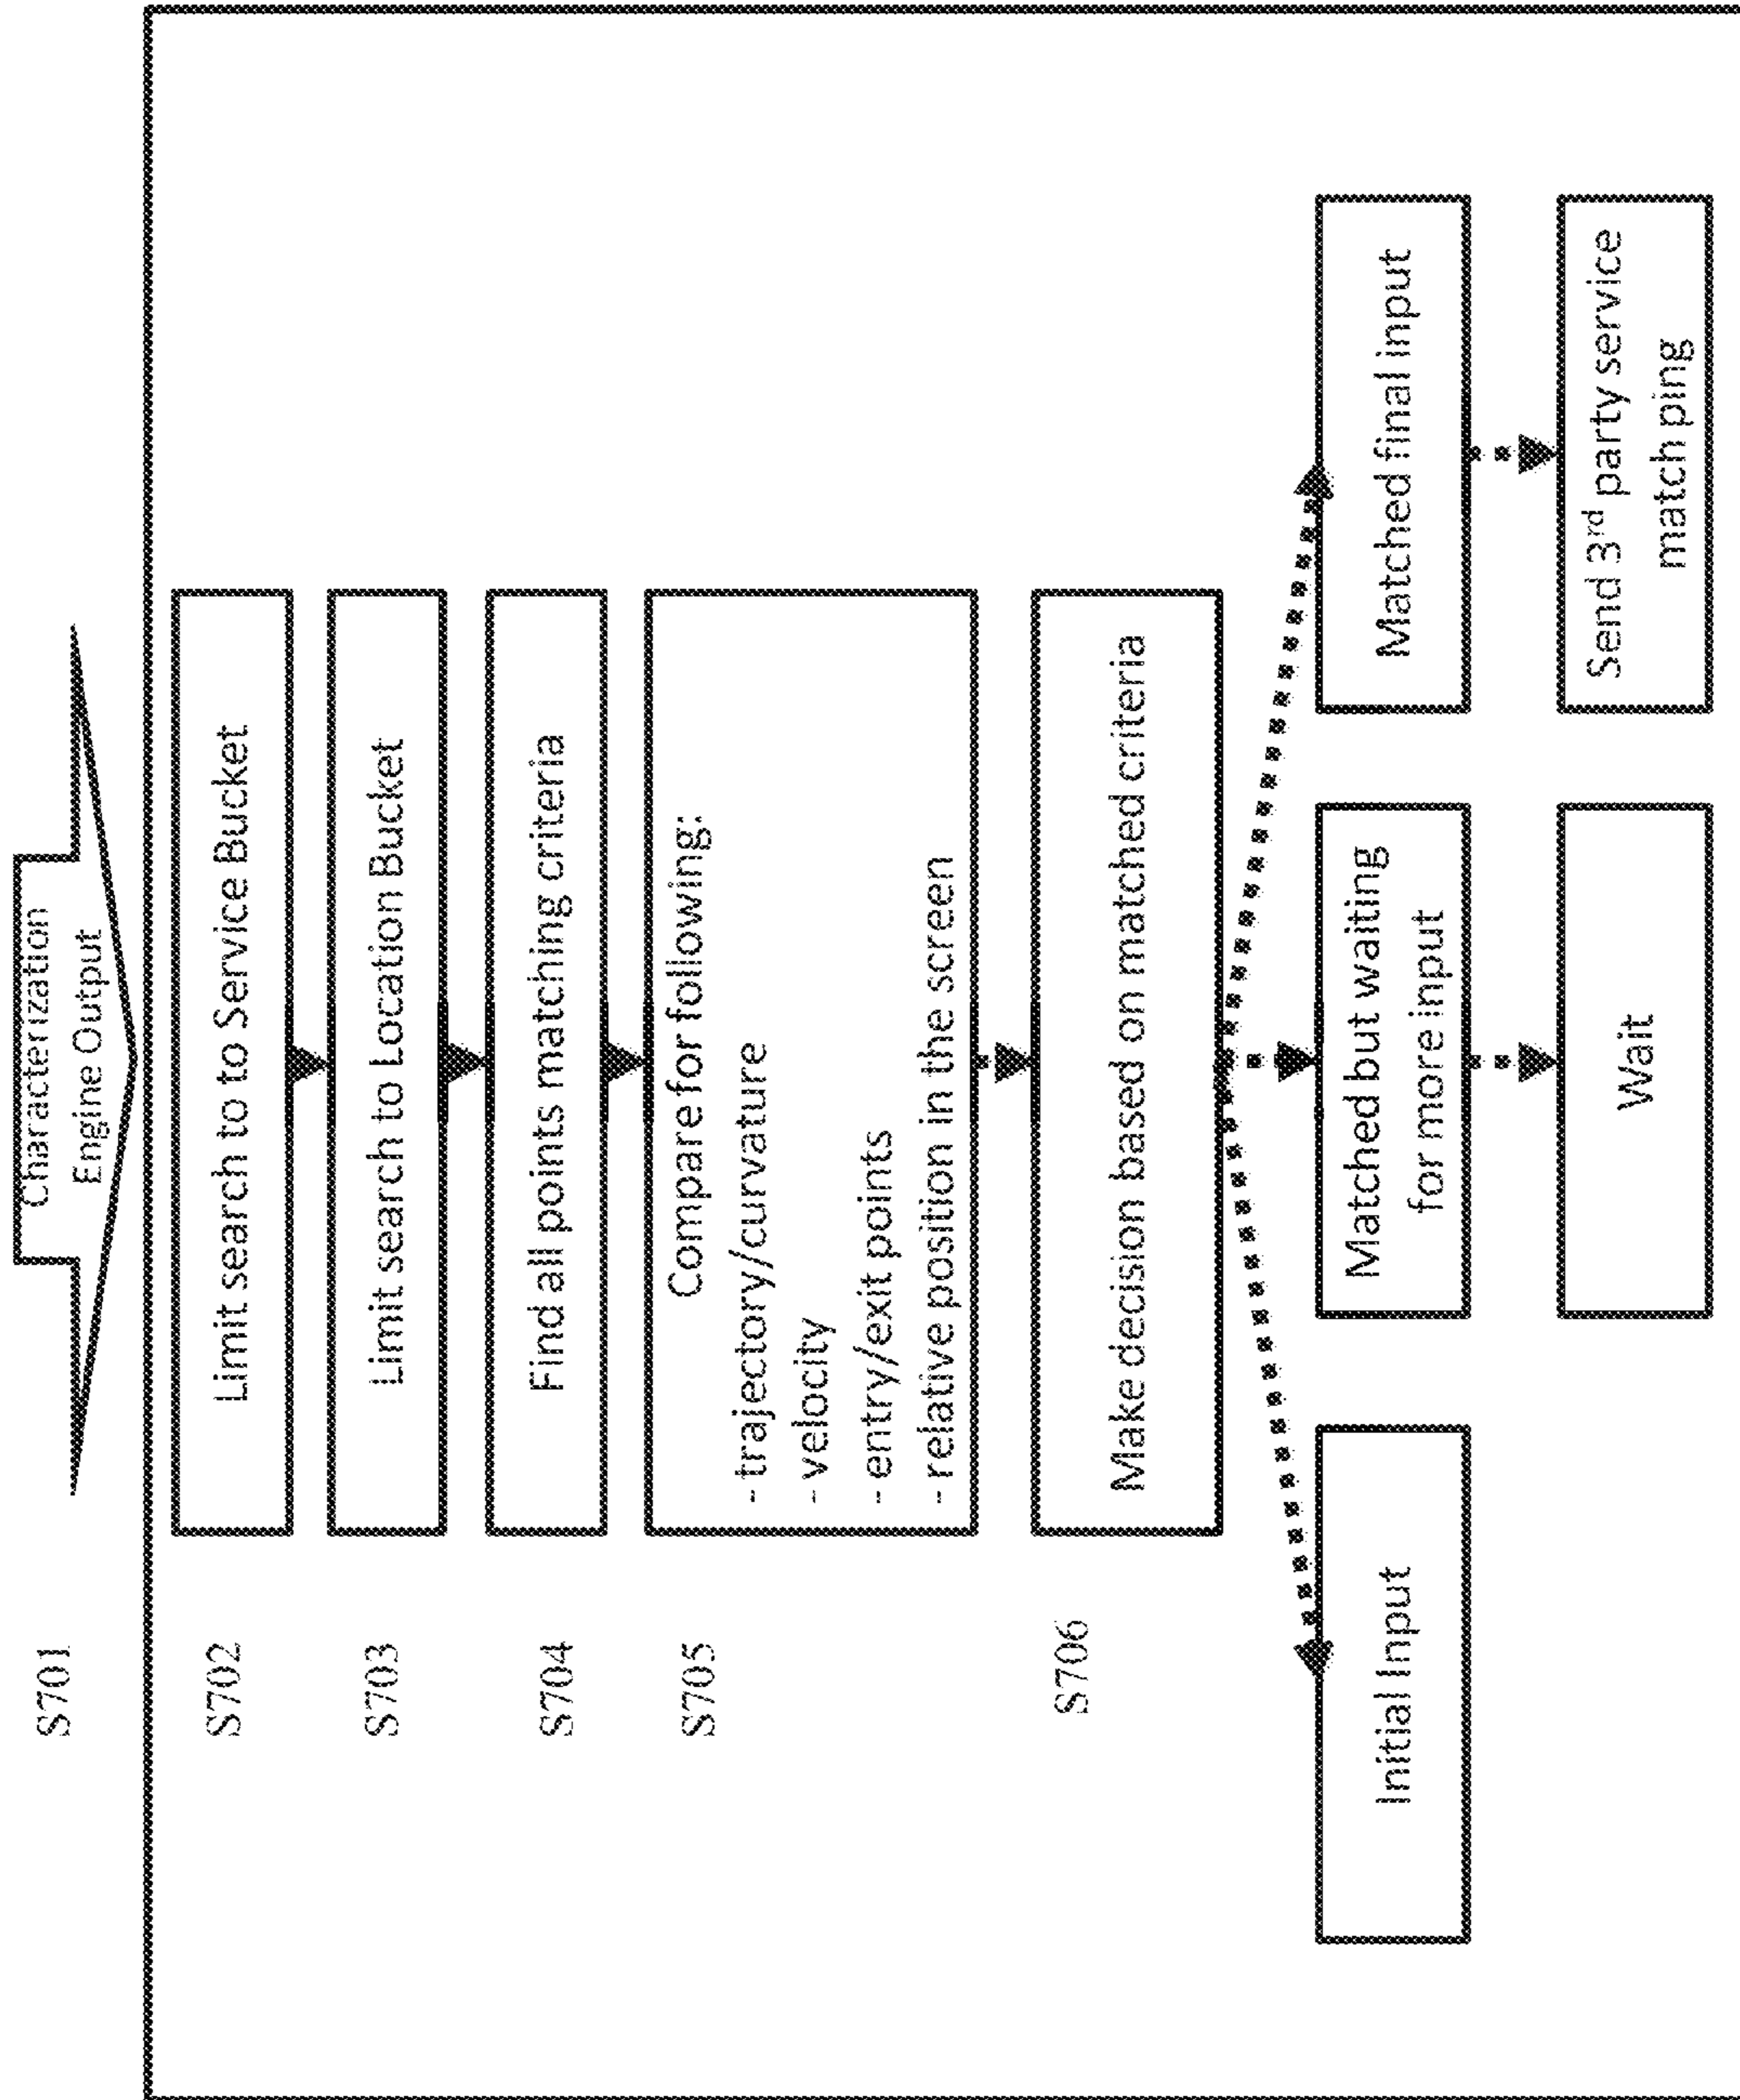 S701
Characterization
Engine Output
S702
Limit search to to Service Bucket
S703
Limit search to Location Bucket
S704
Find all points matching criteria
S705
Compare for following:
- trajectory/curvature
- velocity
- entry/exit points
- relative position in the screen
S706
Make decision based on matched criteria
Initial Input
Matched but waiting
for more input
Matched final input
Wait
Send 3rd party service
match ping